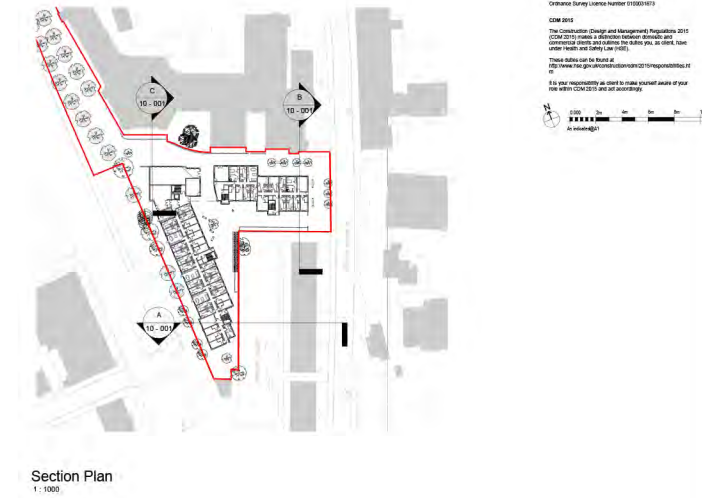 Ordnance Survey Licence Number 0100031673
CDM 2015
The Construction (Design and Management) Regulations 2015
(CDM 2015) makes a distinction between domestic and
commercial clients and outlines the duties you, as client, have
under Health and Safety Law (HSE).
These duties can be found at
http://www.hse.gov.uk/construction/cdm/2015/responsibilities.ht
m
It is your responsibility as client to make yourself aware of your
role within CDM 2015 and act accordingly.
N
0.000 2m 4m 6m 8m
As indicated@A1
C
10 - 001
B
10 - 001
A
10 - 001
Section Plan
1 : 1000